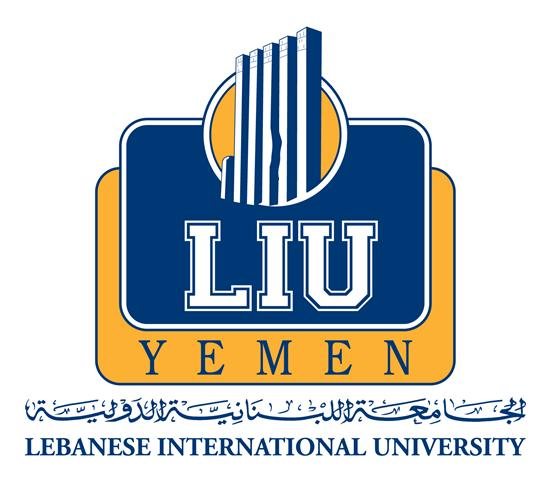 LIU
YEMEN
الجامعة اللبنانية الدولية
LEBANESE INTERNATIONAL UNIVERSITY